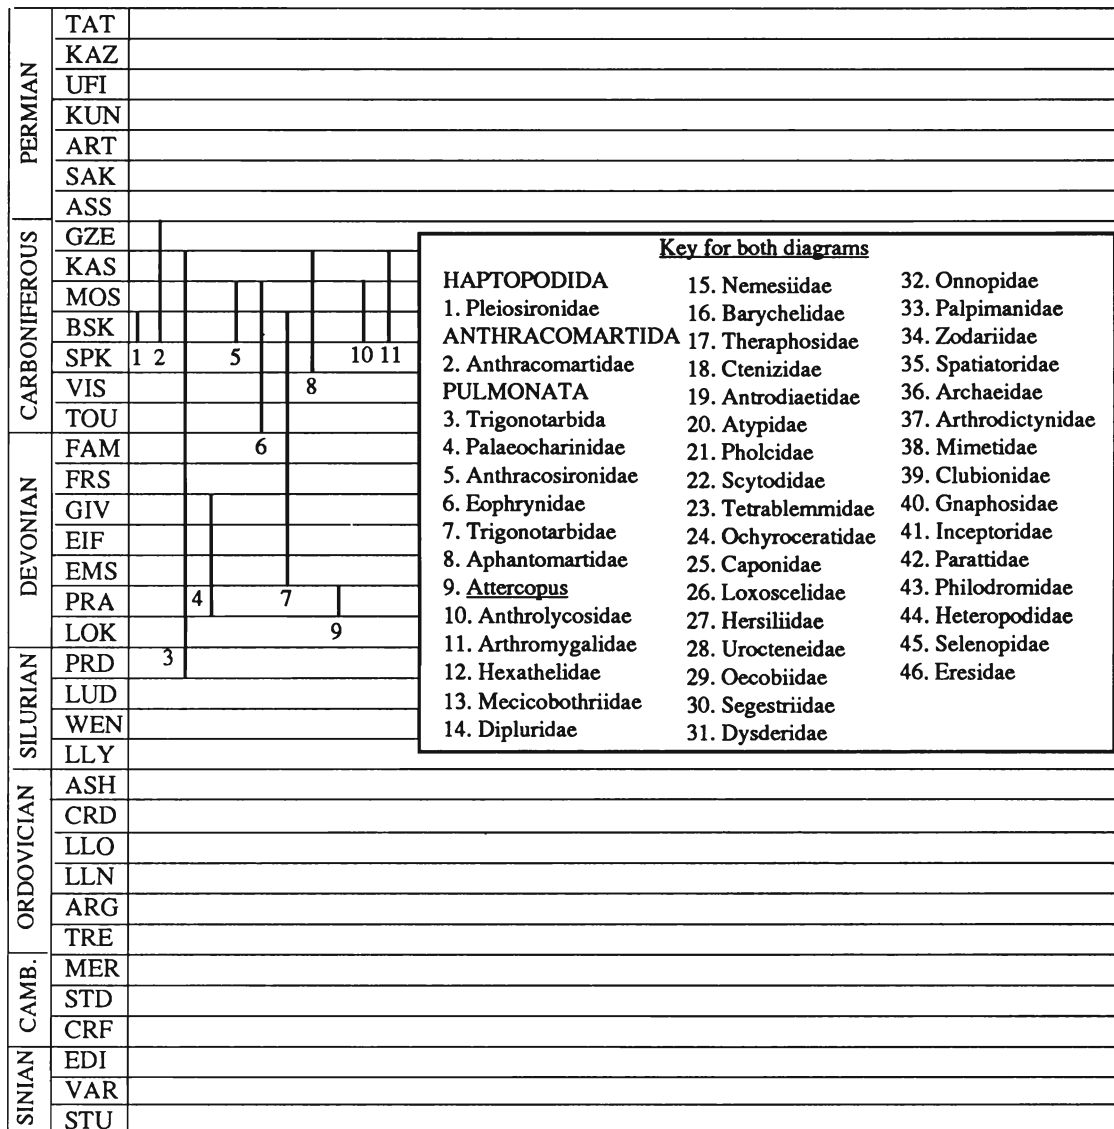 PERMIAN
TAT
KAZ
UFI
KUN
ART
SAK
ASS
CARBONIFEROUS
GZE
KAS
MOS
BSK
SPK
VIS
TOU
DEVONIAN
FAM
FRS
GIV
EIF
EMS
PRA
LOK
SILURIAN
PRD
LUD
WEN
LLY
ORDOVICIAN
ASH
CRD
LLO
LLN
ARG
TRE
CAMB.
MER
STD
CRF
SINIAN
EDI
VAR
STU
1 2 5 10 11
8
6
4 7
9
3
Key for both diagrams
HAPTOPODIDA
1. Pleiosironidae
ANTHRACOMARTIDA
2. Anthracomartidae
PULMONATA
3. Trigonotarbida
4. Palaeocharinidae
5. Anthracosironidae
6. Eophrynidae
7. Trigonotarbidae
8. Aphantomartidae
9. Attercopus
10. Anthrolycosidae
11. Arthromygalidae
12. Hexathelidae
13. Mecicobothriidae
14. Dipluridae
15. Nemesiidae
16. Barychelidae
17. Theraphosidae
18. Ctenizidae
19. Antrodiaetidae
20. Atypidae
21. Pholcidae
22. Scytodidae
23. Tetrablemmidae
24. Ochyroceratidae
25. Caponidae
26. Loxoscelidae
27. Hersiliidae
28. Urocteneidae
29. Oecobiidae
30. Segestriidae
31. Dysderidae
32. Onnopidae
33. Palpimanidae
34. Zodariidae
35. Spatiatoridae
36. Archaeidae
37. Arthrodictynidae
38. Mimetidae
39. Clubionidae
40. Gnaphosidae
41. Inceptoridae
42. Parattidae
43. Philodromidae
44. Heteropodidae
45. Selenopidae
46. Eresidae